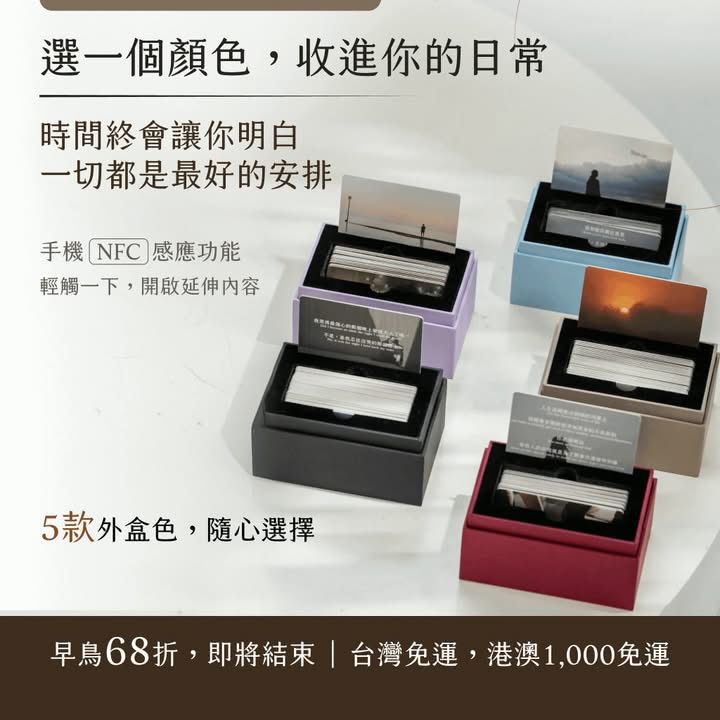 選一個顏色，收進你的日常
時間終會讓你明白
一切都是最好的安排
手機 NFC 感應功能
輕觸一下，開啟延伸內容
5款外盒色，隨心選擇
早鳥68折，即將結束｜台灣免運，港澳1,000免運